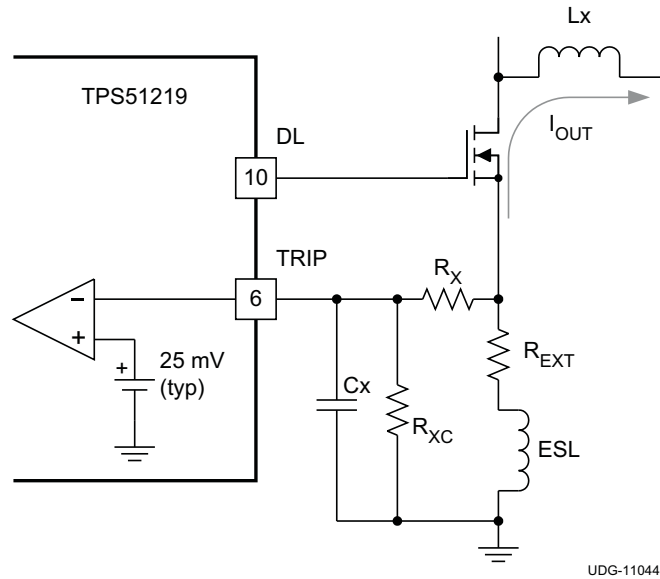 Lx
TPS51219
I_OUT
DL
10
TRIP
R_X
6
−
+
+
25 mV
(typ)
R_EXT
Cx
R_XC
ESL
UDG-11044